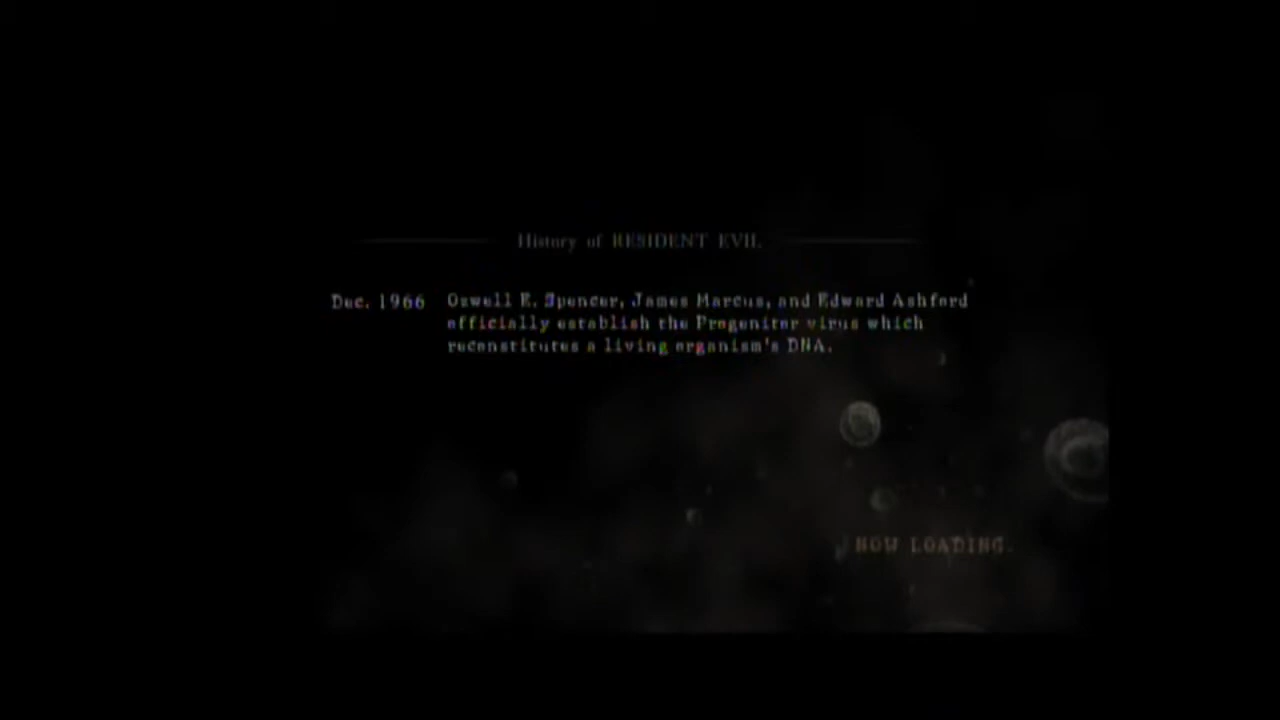 History of RESIDENT EVIL
Dec. 1966 Ozwell E. Spencer, James Marcus, and Edward Ashford
officially establish the Progenitor virus which
reconstitutes a living organism's DNA.
NOW LOADING.